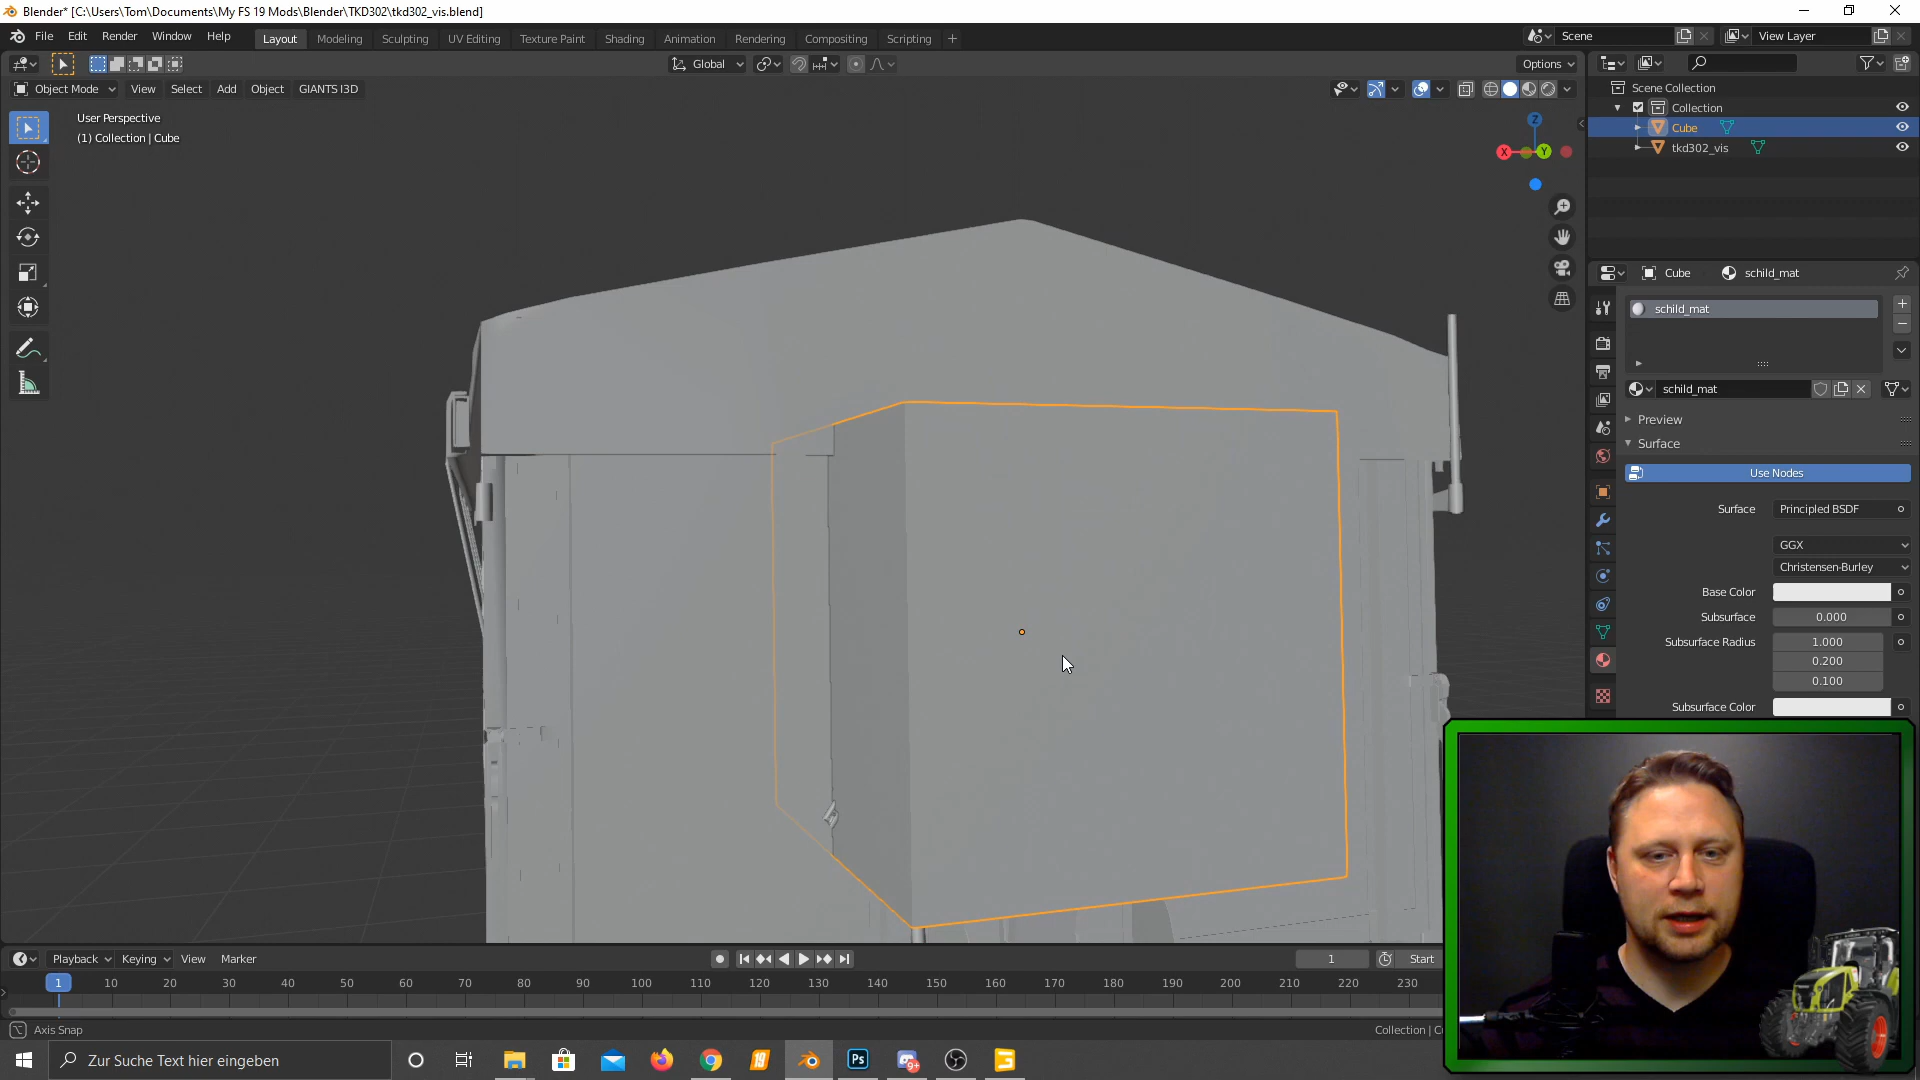 Blender* [C:\Users\Tom\Documents\My FS 19 Mods\Blender\TKD302\tkd302_vis.blend]
File Edit Render Window Help
Layout Modeling Sculpting UV Editing Texture Paint Shading Animation Rendering Compositing Scripting +
Scene
View Layer
Global
Options
Object Mode View Select Add Object GIANTS I3D
User Perspective
(1) Collection | Cube
Z
X
Y
Scene Collection
Collection
Cube
tkd302_vis
Cube
schild_mat
schild_mat
schild_mat
Preview
Surface
Use Nodes
Surface Principled BSDF
GGX
Christensen-Burley
Base Color
Subsurface 0.000
Subsurface Radius 1.000
0.200
0.100
Subsurface Color
Playback Keying View Marker
1
Start
1 10 20 30 40 50 60 70 80 90 100 110 120 130 140 150 160 170 180 190 200 210 220 230
Axis Snap
Collection | Cu
Zur Suche Text hier eingeben
19
Ps
9+